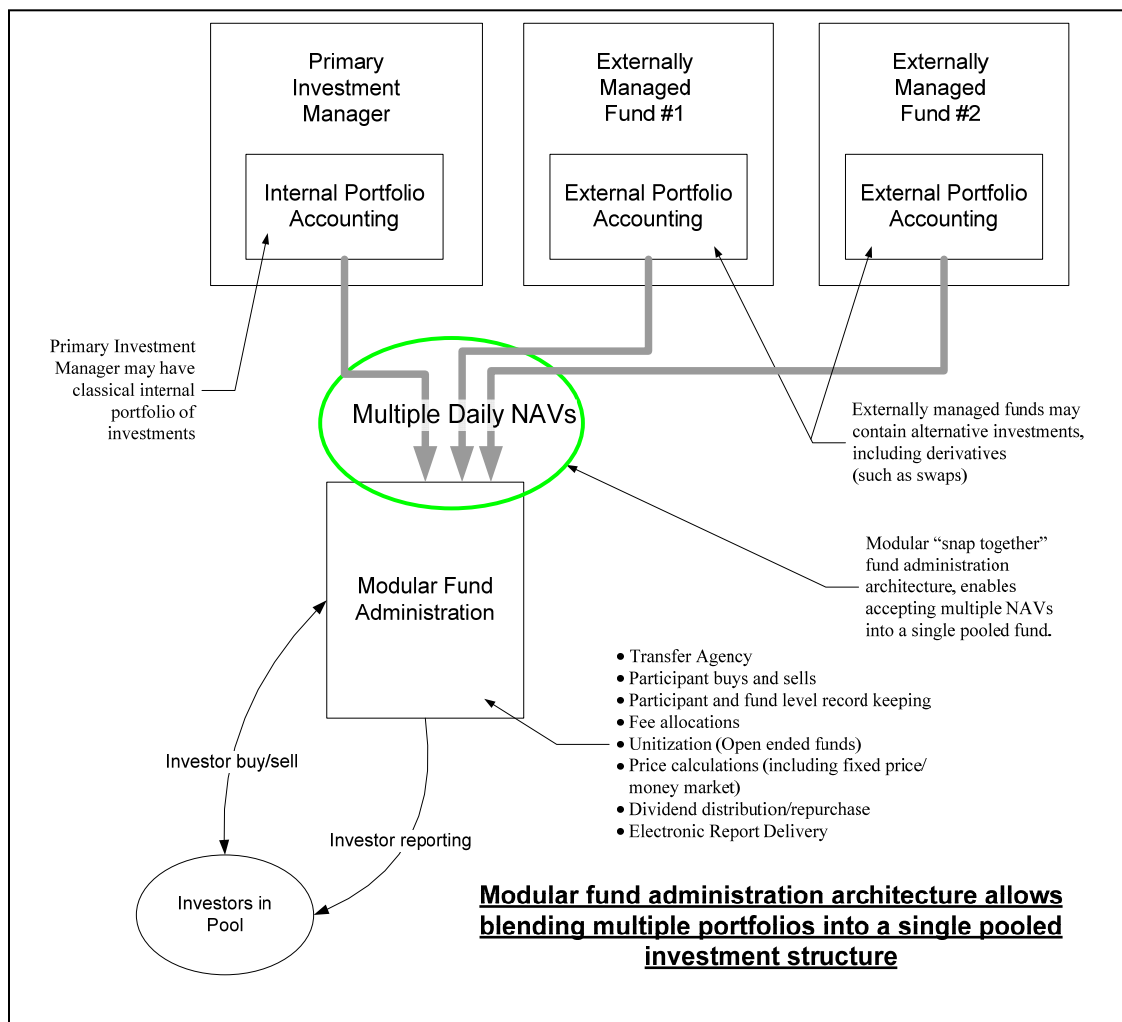 Primary
Investment
Manager
Internal Portfolio
Accounting
Externally
Managed
Fund #1
External Portfolio
Accounting
Externally
Managed
Fund #2
External Portfolio
Accounting
Primary Investment
Manager may have
classical internal
portfolio of
investments
Multiple Daily NAVs
Externally managed funds may
contain alternative investments,
including derivatives
(such as swaps)
Modular “snap together”
fund administration
architecture, enables
accepting multiple NAVs
into a single pooled fund.
Modular Fund
Administration
• Transfer Agency
• Participant buys and sells
• Participant and fund level record keeping
• Fee allocations
• Unitization (Open ended funds)
• Price calculations (including fixed price/
money market)
• Dividend distribution/repurchase
• Electronic Report Delivery
Investor buy/sell
Investor reporting
Investors in
Pool
Modular fund administration architecture allows
blending multiple portfolios into a single pooled
investment structure